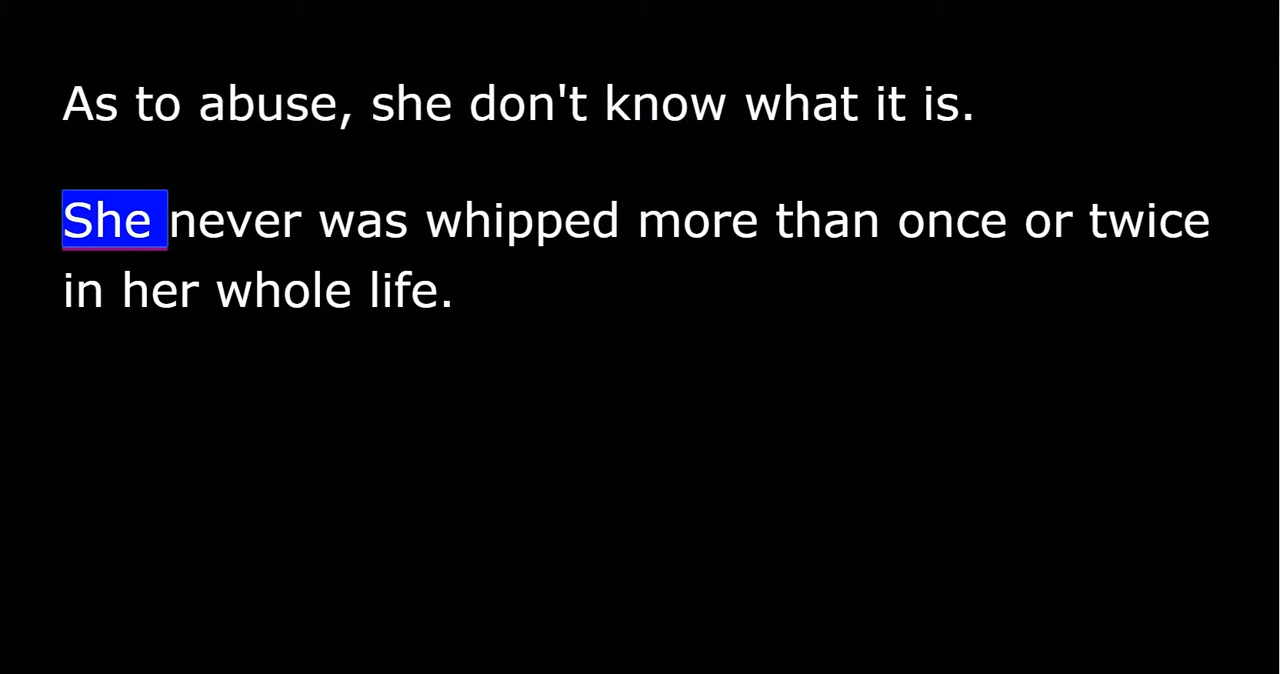 As to abuse, she don't know what it is.
She never was whipped more than once or twice
in her whole life.